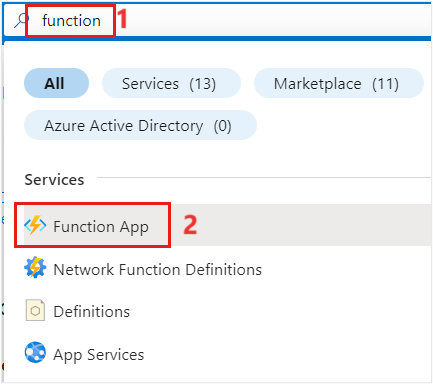 function 1
All Services (13) Marketplace (11)
Azure Active Directory (0)
Services
Function App 2
Network Function Definitions
Definitions
App Services